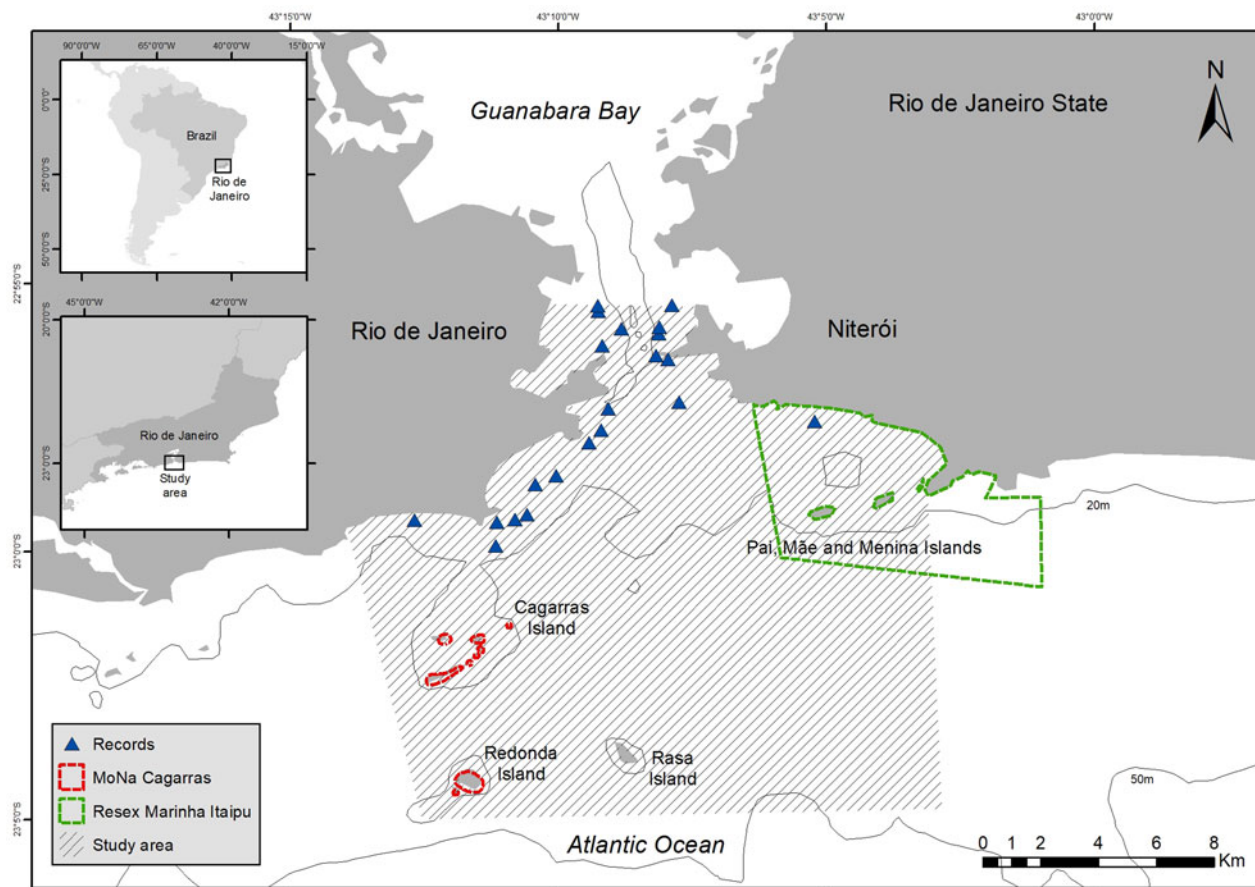 43°15'0"W
43°10'0"W
43°5'0"W
43°0'0"W
90°0'0"W
65°0'0"W
40°0'0"W
15°0'0"W
0°0'0"
25°0'0"S
50°0'0"S
Brazil
Rio de
Janeiro
Guanabara Bay
Rio de Janeiro State
N
22°55'0"S
45°0'0"W
42°0'0"W
20°0'0"S
23°0'0"S
Rio de Janeiro
Study
area
Rio de Janeiro
Niterói
20m
23°0'0"S
Pai, Mãe and Menina Islands
Cagarras
Island
Redonda
Island
Rasa
Island
50m
23°5'0"S
Atlantic Ocean
Records
MoNa Cagarras
Resex Marinha Itaipu
Study area
0 1 2 4 6 8
Km